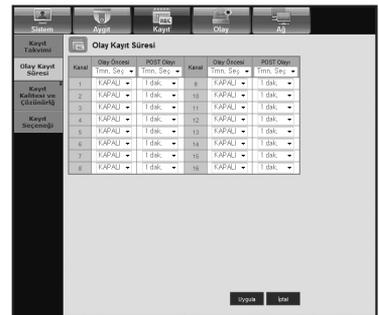 Sistem Aygıt Kayıt Olay Ağ
REC
Kayıt
Takvimi
Olay Kayıt
Süresi
Kayıt
Kalitesi ve
Çözünürlğ
Kayıt
Seçeneği
Olay Kayıt Süresi
Kanal Olay Öncesi POST Olayı Kanal Olay Öncesi POST Olayı
Tmn. Seç Tmn. Seç Tmn. Seç Tmn. Seç
1 KAPALI 1 dak. 9 KAPALI 1 dak.
2 KAPALI 1 dak. 10 KAPALI 1 dak.
3 KAPALI 1 dak. 11 KAPALI 1 dak.
4 KAPALI 1 dak. 12 KAPALI 1 dak.
5 KAPALI 1 dak. 13 KAPALI 1 dak.
6 KAPALI 1 dak. 14 KAPALI 1 dak.
7 KAPALI 1 dak. 15 KAPALI 1 dak.
8 KAPALI 1 dak. 16 KAPALI 1 dak.
Uygula İptal